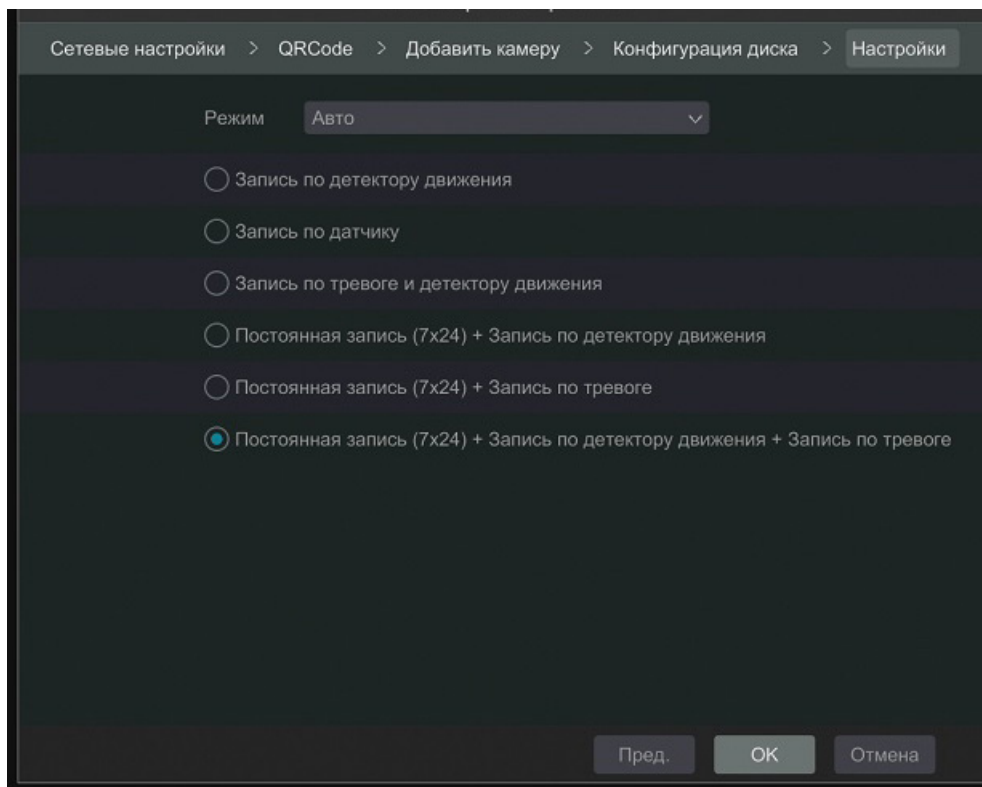 Сетевые настройки > QRCode > Добавить камеру > Конфигурация диска > Настройки
Режим Авто
Запись по детектору движения
Запись по датчику
Запись по тревоге и детектору движения
Постоянная запись (7x24) + Запись по детектору движения
Постоянная запись (7x24) + Запись по тревоге
Постоянная запись (7x24) + Запись по детектору движения + Запись по тревоге
Пред. OK Отмена